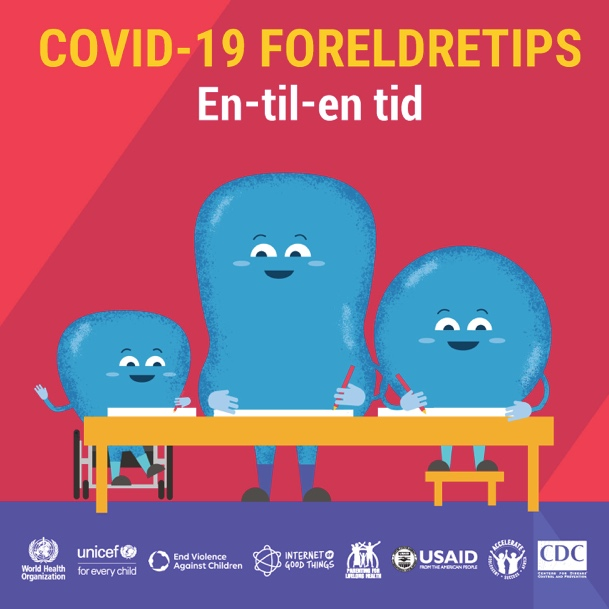 COVID-19 FORELDRETIPS
En-til-en tid
World Health
Organization
unicef
for every child
End Violence
Against Children
INTERNET OF
GOOD THINGS
PARENTING FOR
LIFELONG HEALTH
USAID
FROM THE AMERICAN PEOPLE
ACCELERATE
CDC
CENTERS FOR DISEASE
CONTROL AND PREVENTION